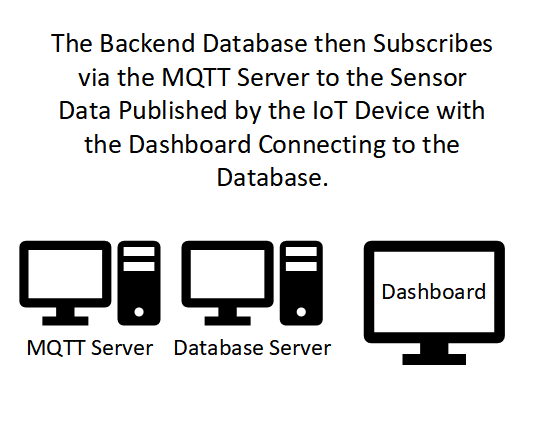 The Backend Database then Subscribes
via the MQTT Server to the Sensor
Data Published by the IoT Device with
the Dashboard Connecting to the
Database.
Dashboard
MQTT Server
Database Server